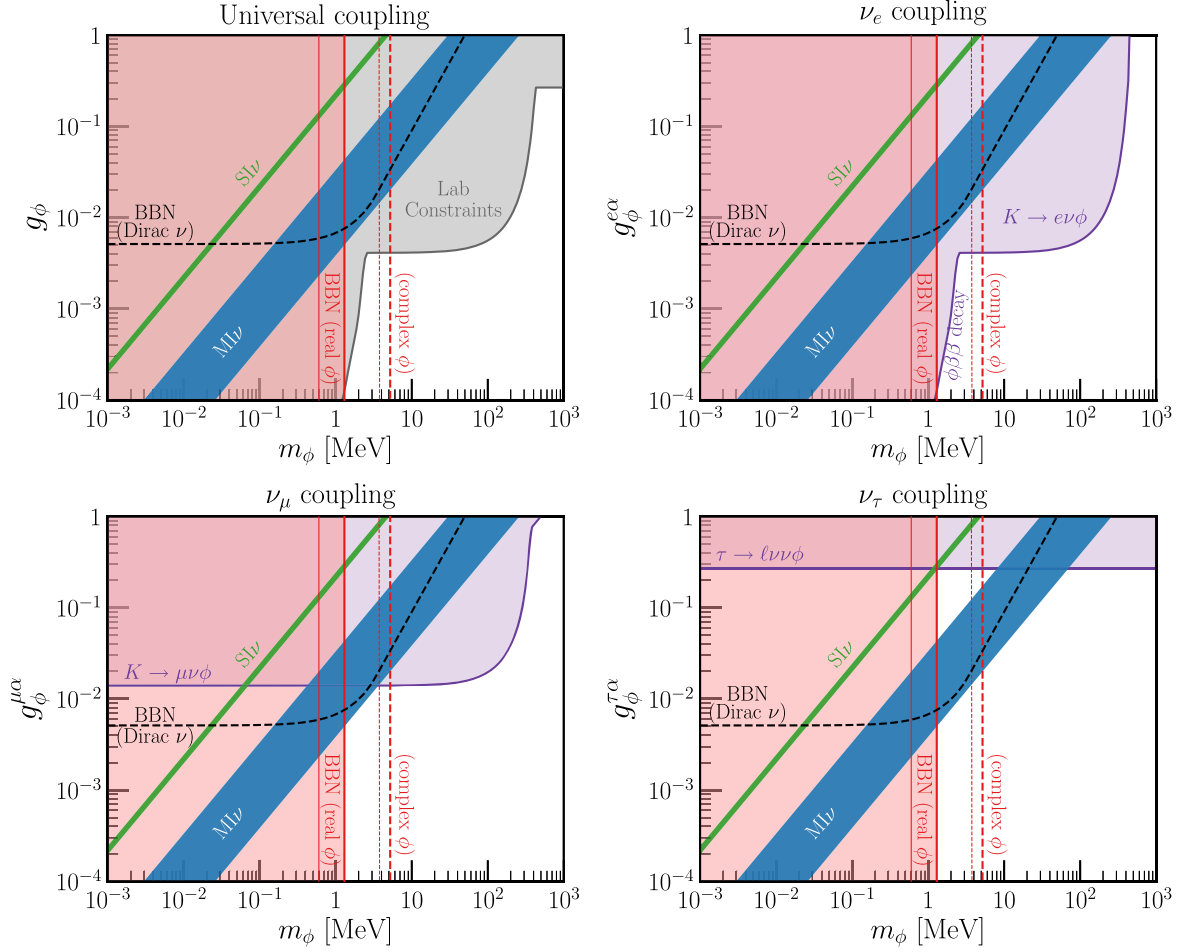 Universal coupling
1
10⁻¹
10⁻²
10⁻³
10⁻⁴
g_ϕ
SIν
BBN
(Dirac ν)
MIν
Lab
Constraints
BBN (real ϕ)
(complex ϕ)
10⁻³ 10⁻² 10⁻¹ 1 10 10² 10³
m_ϕ [MeV]
ν_e coupling
1
10⁻¹
10⁻²
10⁻³
10⁻⁴
g_ϕ^{eα}
SIν
BBN
(Dirac ν)
MIν
K → eνϕ
ϕββ decay
BBN (real ϕ)
(complex ϕ)
10⁻³ 10⁻² 10⁻¹ 1 10 10² 10³
m_ϕ [MeV]
ν_μ coupling
1
10⁻¹
10⁻²
10⁻³
10⁻⁴
g_ϕ^{μα}
SIν
K → μνϕ
BBN
(Dirac ν)
MIν
BBN (real ϕ)
(complex ϕ)
10⁻³ 10⁻² 10⁻¹ 1 10 10² 10³
m_ϕ [MeV]
ν_τ coupling
1
10⁻¹
10⁻²
10⁻³
10⁻⁴
g_ϕ^{τα}
τ → ℓννϕ
SIν
BBN
(Dirac ν)
MIν
BBN (real ϕ)
(complex ϕ)
10⁻³ 10⁻² 10⁻¹ 1 10 10² 10³
m_ϕ [MeV]